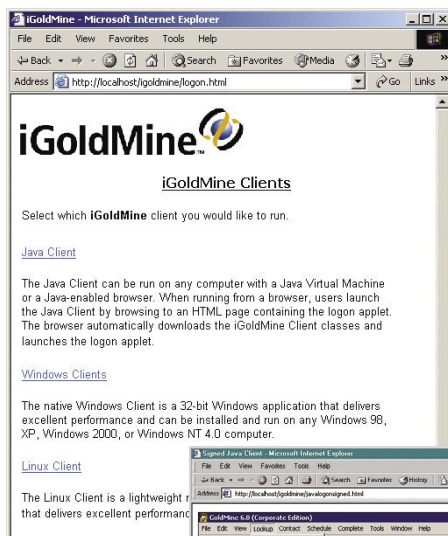 iGoldMine - Microsoft Internet Explorer
File Edit View Favorites Tools Help
Back Search Favorites Media »
Address http://localhost/igoldmine/logon.html Go Links »
iGoldMine™
iGoldMine Clients
Select which iGoldMine client you would like to run.
Java Client
The Java Client can be run on any computer with a Java Virtual Machine
or a Java-enabled browser. When running from a browser, users launch
the Java Client by browsing to an HTML page containing the logon applet.
The browser automatically downloads the iGoldMine Client classes and
launches the logon applet.
Windows Clients
The native Windows Client is a 32-bit Windows application that delivers
excellent performance and can be installed and run on any Windows 98,
XP, Windows 2000, or Windows NT 4.0 computer.
Linux Client
The Linux Client is a lightweight
that delivers excellent
Signed Java Client - Microsoft Internet Explorer
File Edit View Favorites Tools Help
Back Search Favorites History
Address http://localhost/igoldmine/javalogonsigned.html
GoldMine 6.0 (Corporate Edition)
File Edit View Lookup Contact Schedule Complete Tools Window Help